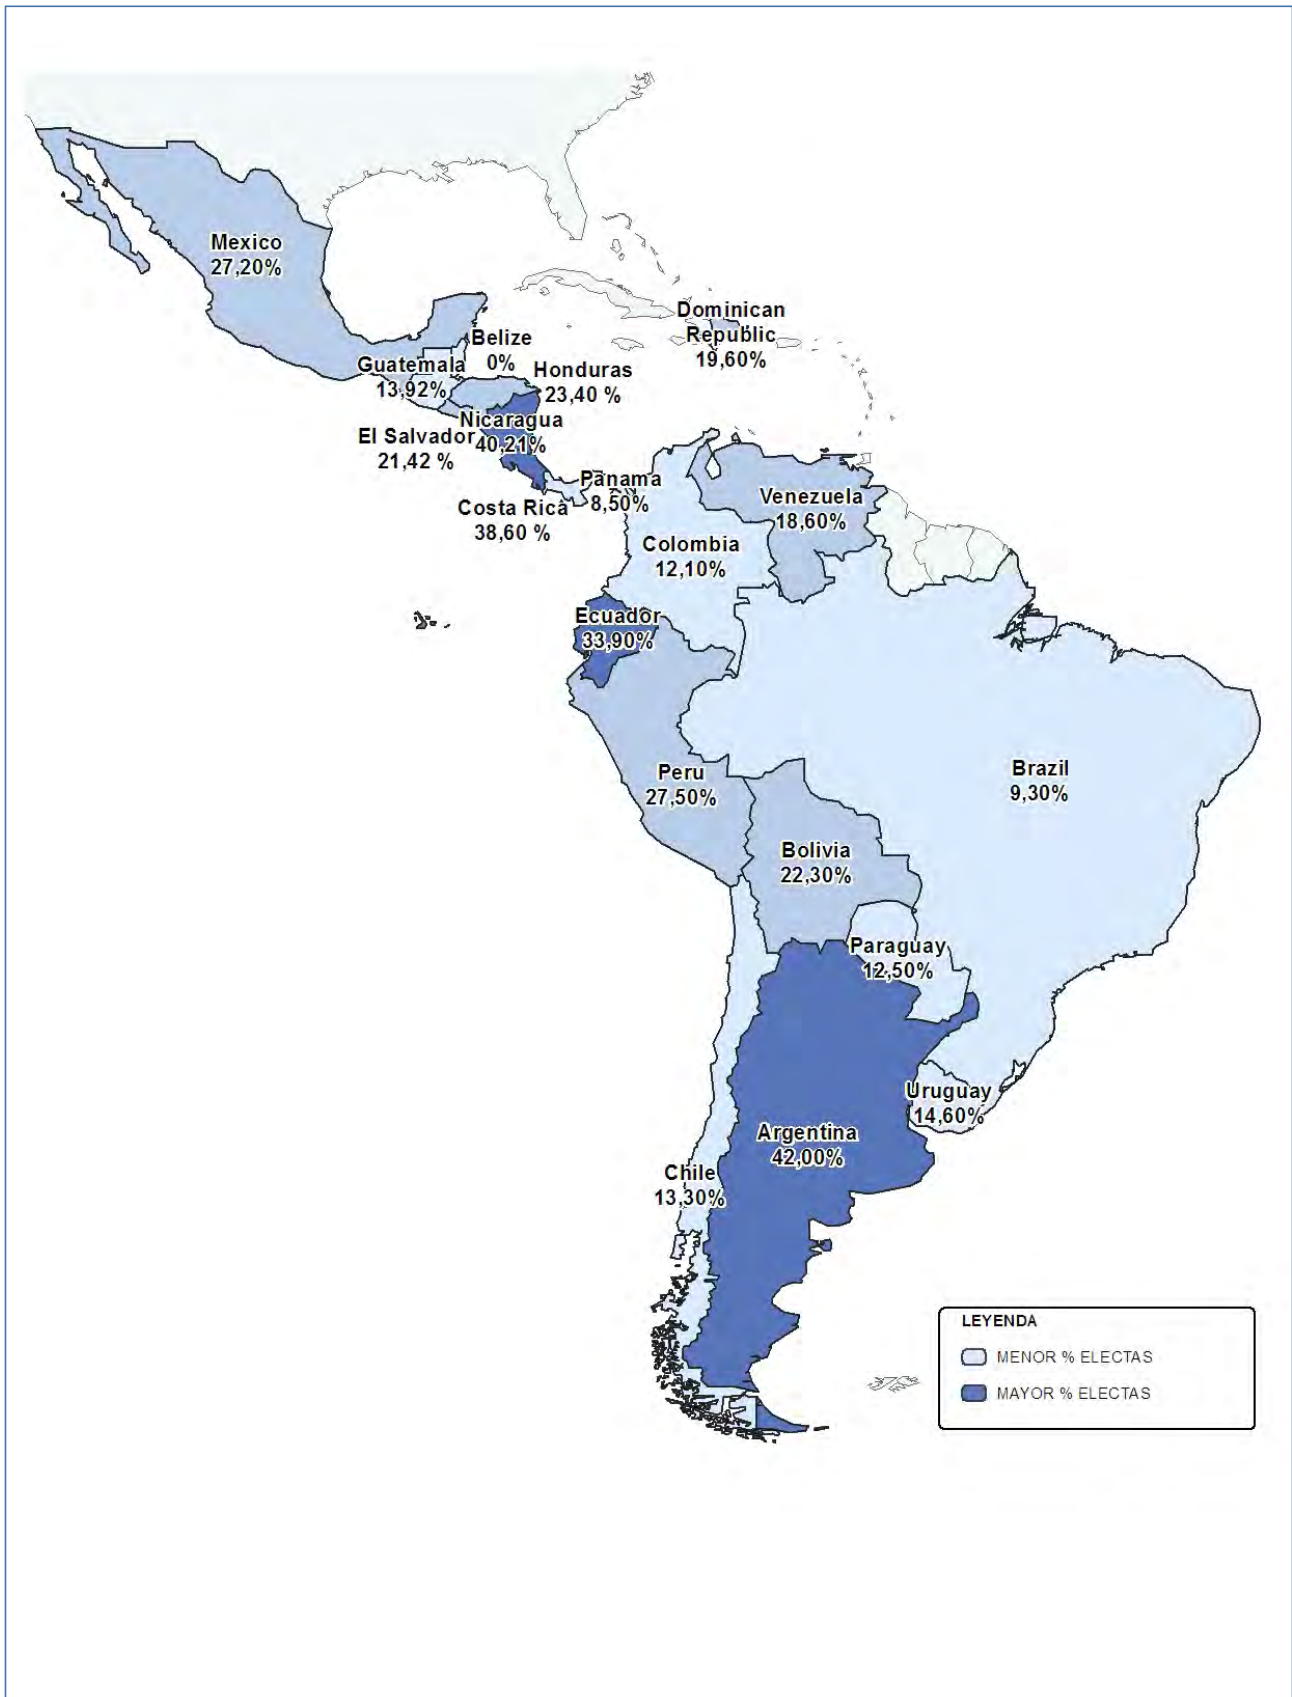 Mexico
27,20%
Dominican
Republic
19,60%
Belize
0%
Guatemala
13,92%
Honduras
23,40 %
Nicaragua
40,21%
El Salvador
21,42 %
Panama
8,50%
Costa Rica
38,60 %
Venezuela
18,60%
Colombia
12,10%
Ecuador
33,90%
Peru
27,50%
Brazil
9,30%
Bolivia
22,30%
Paraguay
12,50%
Uruguay
14,60%
Argentina
42,00%
Chile
13,30%
LEYENDA
MENOR % ELECTAS
MAYOR % ELECTAS